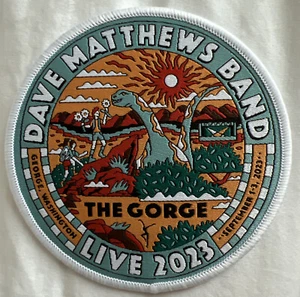 DAVE MATTHEWS BAND
THE GORGE
GEORGE, WASHINGTON
SEPTEMBER 1-3, 2023
LIVE 2023